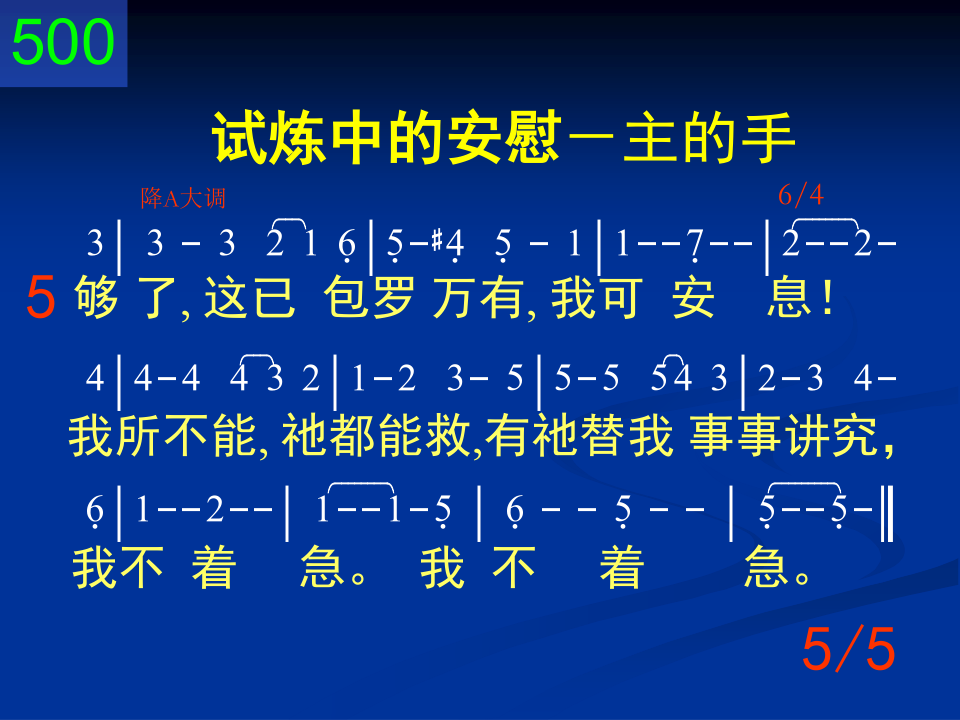 500
试炼中的安慰－主的手
降A大调 6/4
3| 3 - 3 2 1 6̣|5̣-#4̣ 5̣ - 1|1--7̣--|2--2-
5 够 了, 这已 包罗 万有, 我可 安 息!
4|4-4 4 3 2|1-2 3- 5|5-5 5 4 3|2-3 4-
我所不能, 祂都能救,有祂替我 事事讲究,
6̣|1--2--| 1--1-5̣ | 6̣ - - 5̣ - - | 5̣--5̣-‖
我不 着 急。 我 不 着 急。
5/5